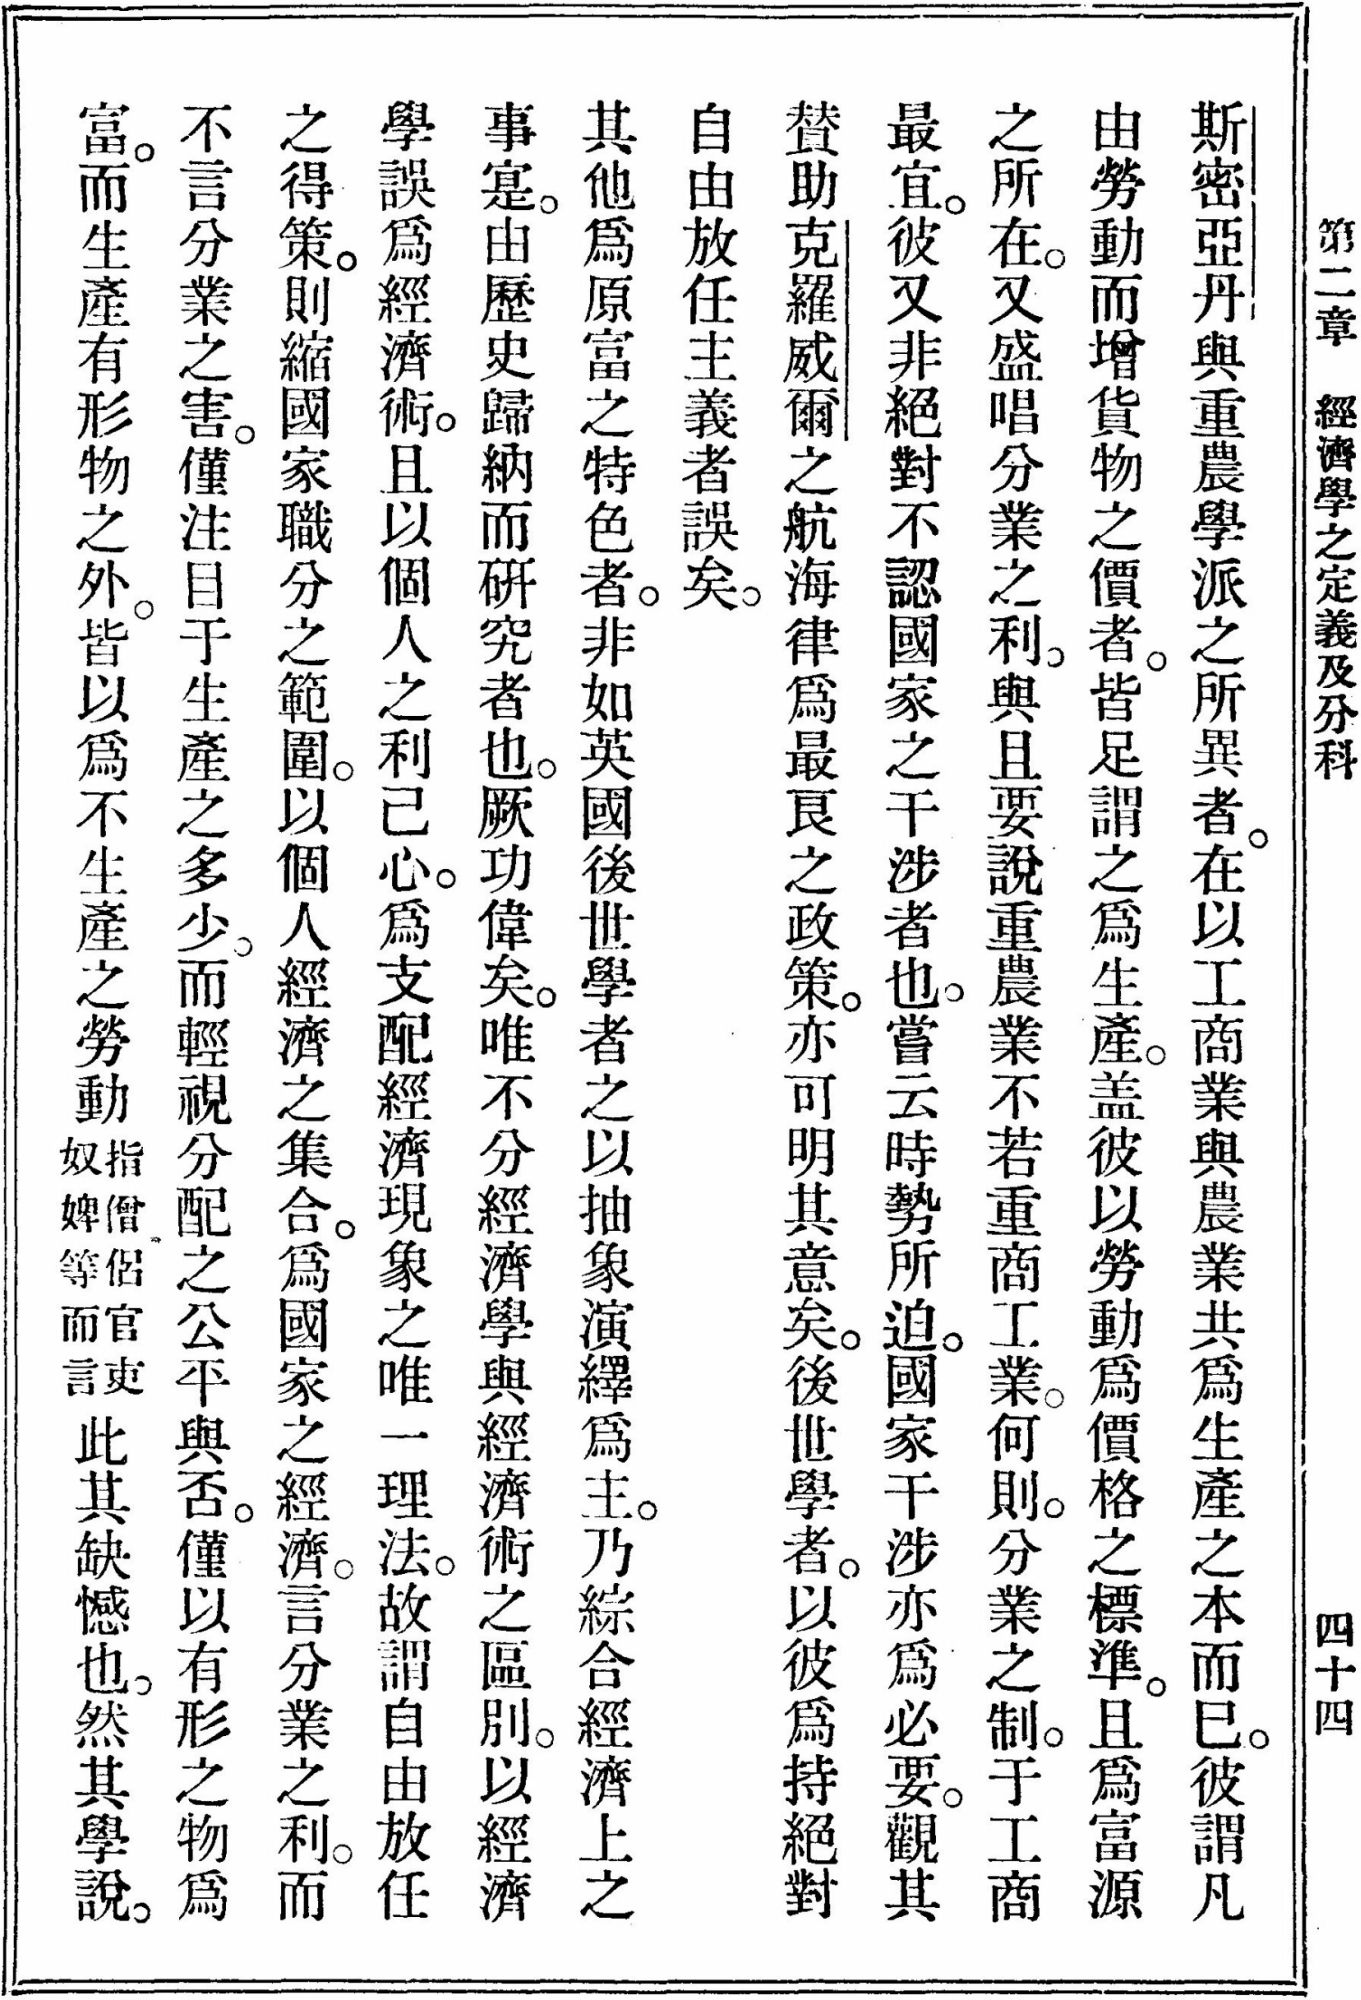 第二章　經濟學之定義及分科　四十四
斯密亞丹與重農學派之所異者。在以工商業與農業共爲生產之本而已。彼謂凡
由勞動而增貨物之價者。皆足謂之爲生產。盖彼以勞動爲價格之標準。且爲富源
之所在。又盛唱分業之利。與且要說重農業不若重商工業。何則。分業之制。于工商
最宜。彼又非絕對不認國家之干涉者也。嘗云時勢所迫。國家干涉亦爲必要。觀其
贊助克羅威爾之航海律爲最良之政策。亦可明其意矣。後世學者。以彼爲持絕對
自由放任主義者誤矣。
其他爲原富之特色者。非如英國後世學者之以抽象演繹爲主。乃綜合經濟上之
事寔。由歷史歸納而研究者也。厥功偉矣。唯不分經濟學與經濟術之區別。以經濟
學誤爲經濟術。且以個人之利己心。爲支配經濟現象之唯一理法。故謂自由放任
之得策。則縮國家職分之範圍。以個人經濟之集合。爲國家之經濟。言分業之利。而
不言分業之害。僅注目于生產之多少。而輕視分配之公平與否。僅以有形之物爲
富。而生產有形物之外。皆以爲不生產之勞動指僧侶官吏奴婢等而言此其缺憾也。然其學說。